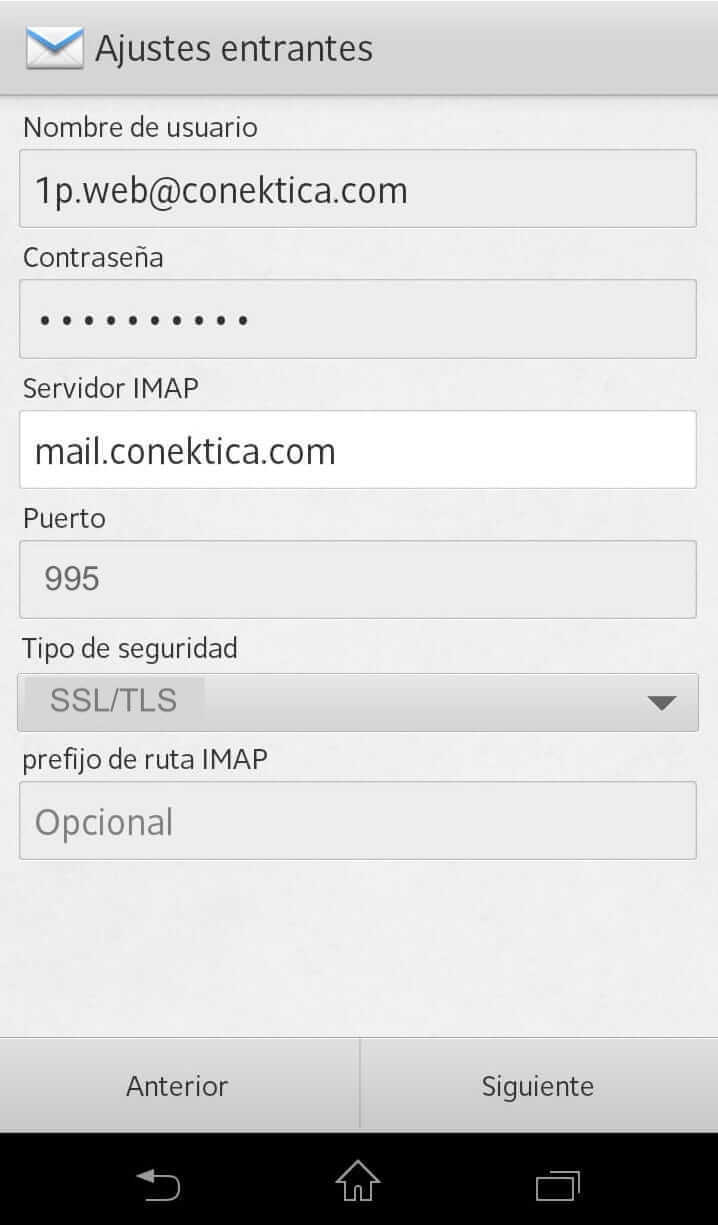 Ajustes entrantes
Nombre de usuario
1p.web@conektica.com
Contraseña
••••••••••
Servidor IMAP
mail.conektica.com
Puerto
995
Tipo de seguridad
SSL/TLS
prefijo de ruta IMAP
Opcional
Anterior
Siguiente